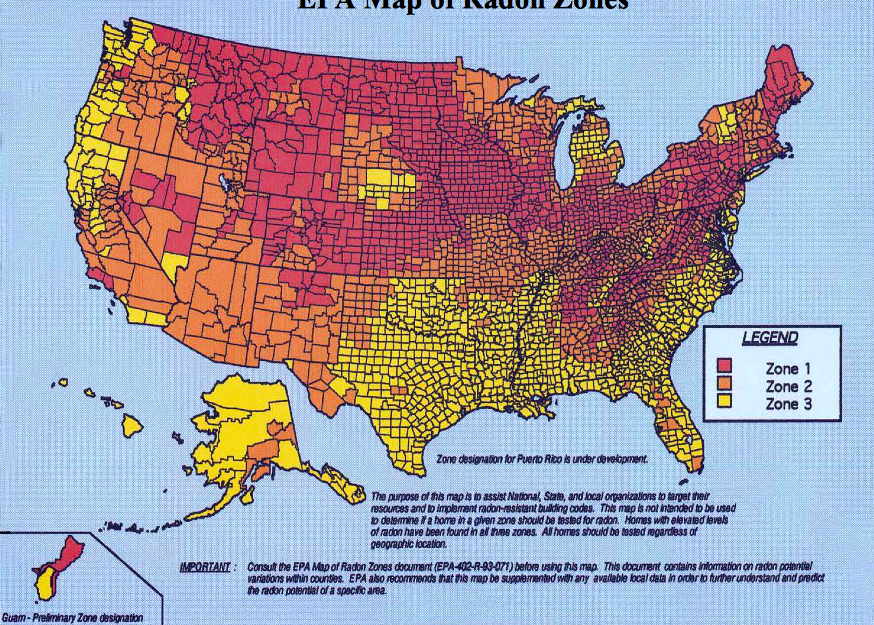 EPA Map of Radon Zones
LEGEND
Zone 1
Zone 2
Zone 3
Zone designation for Puerto Rico is under development.
The purpose of this map is to assist National, State, and local organizations to target their
resources and to implement radon-resistant building codes. This map is not intended to be used
to determine if a home in a given zone should be tested for radon. Homes with elevated levels
of radon have been found in all three zones. All homes should be tested regardless of
geographic location.
IMPORTANT : Consult the EPA Map of Radon Zones document (EPA-402-R-93-071) before using this map. This document contains information on radon potential
variations within counties. EPA also recommends that this map be supplemented with any available local data in order to further understand and predict
the radon potential of a specific area.
Guam - Preliminary Zone designation